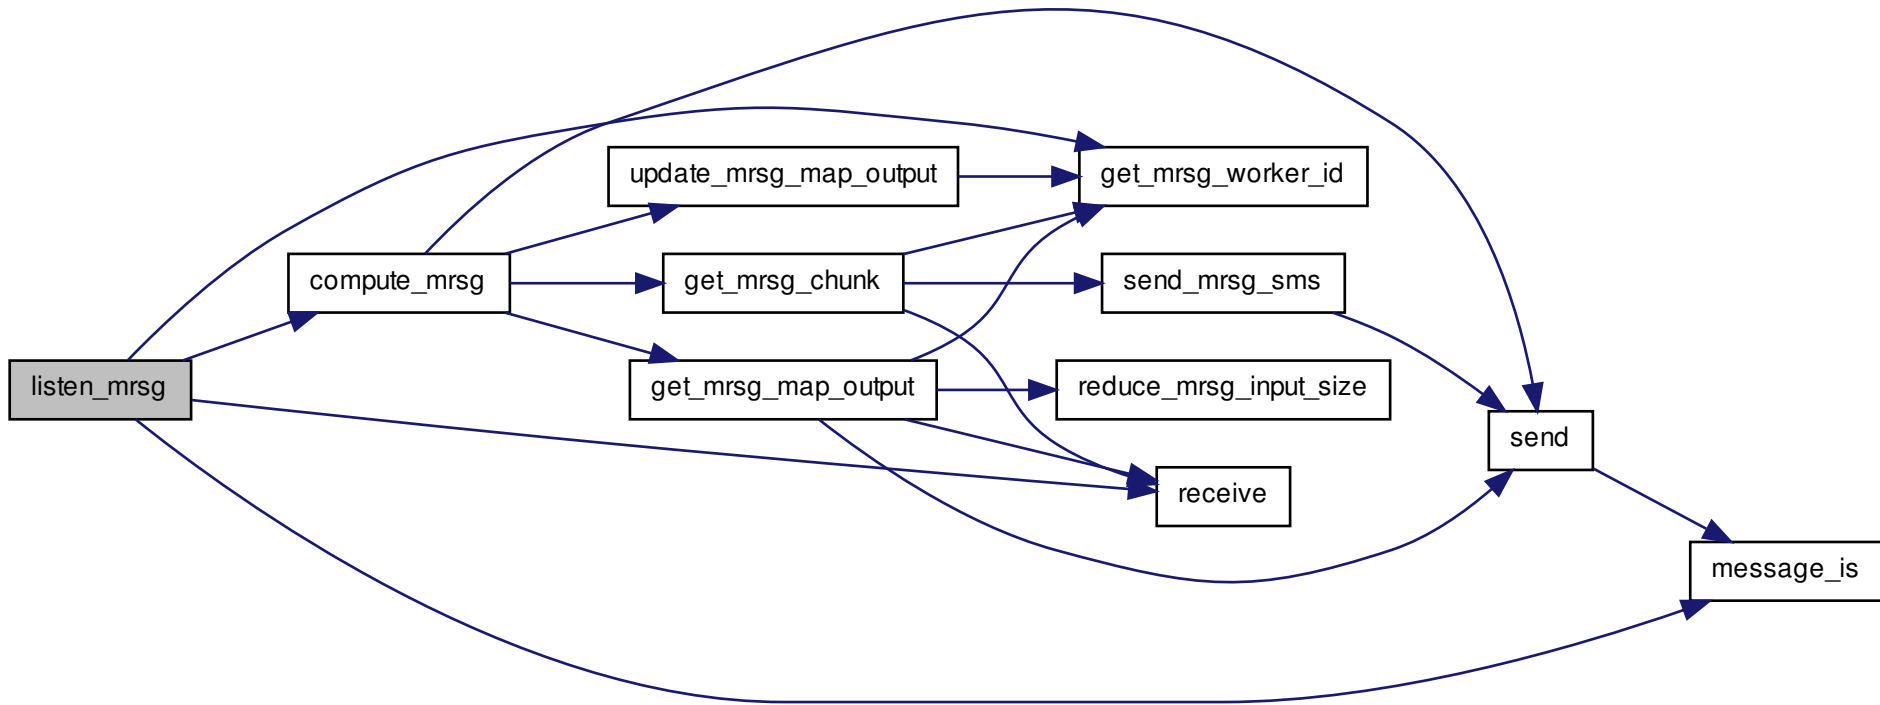 update_mrsg_map_output
get_mrsg_worker_id
compute_mrsg
get_mrsg_chunk
send_mrsg_sms
listen_mrsg
get_mrsg_map_output
reduce_mrsg_input_size
send
receive
message_is